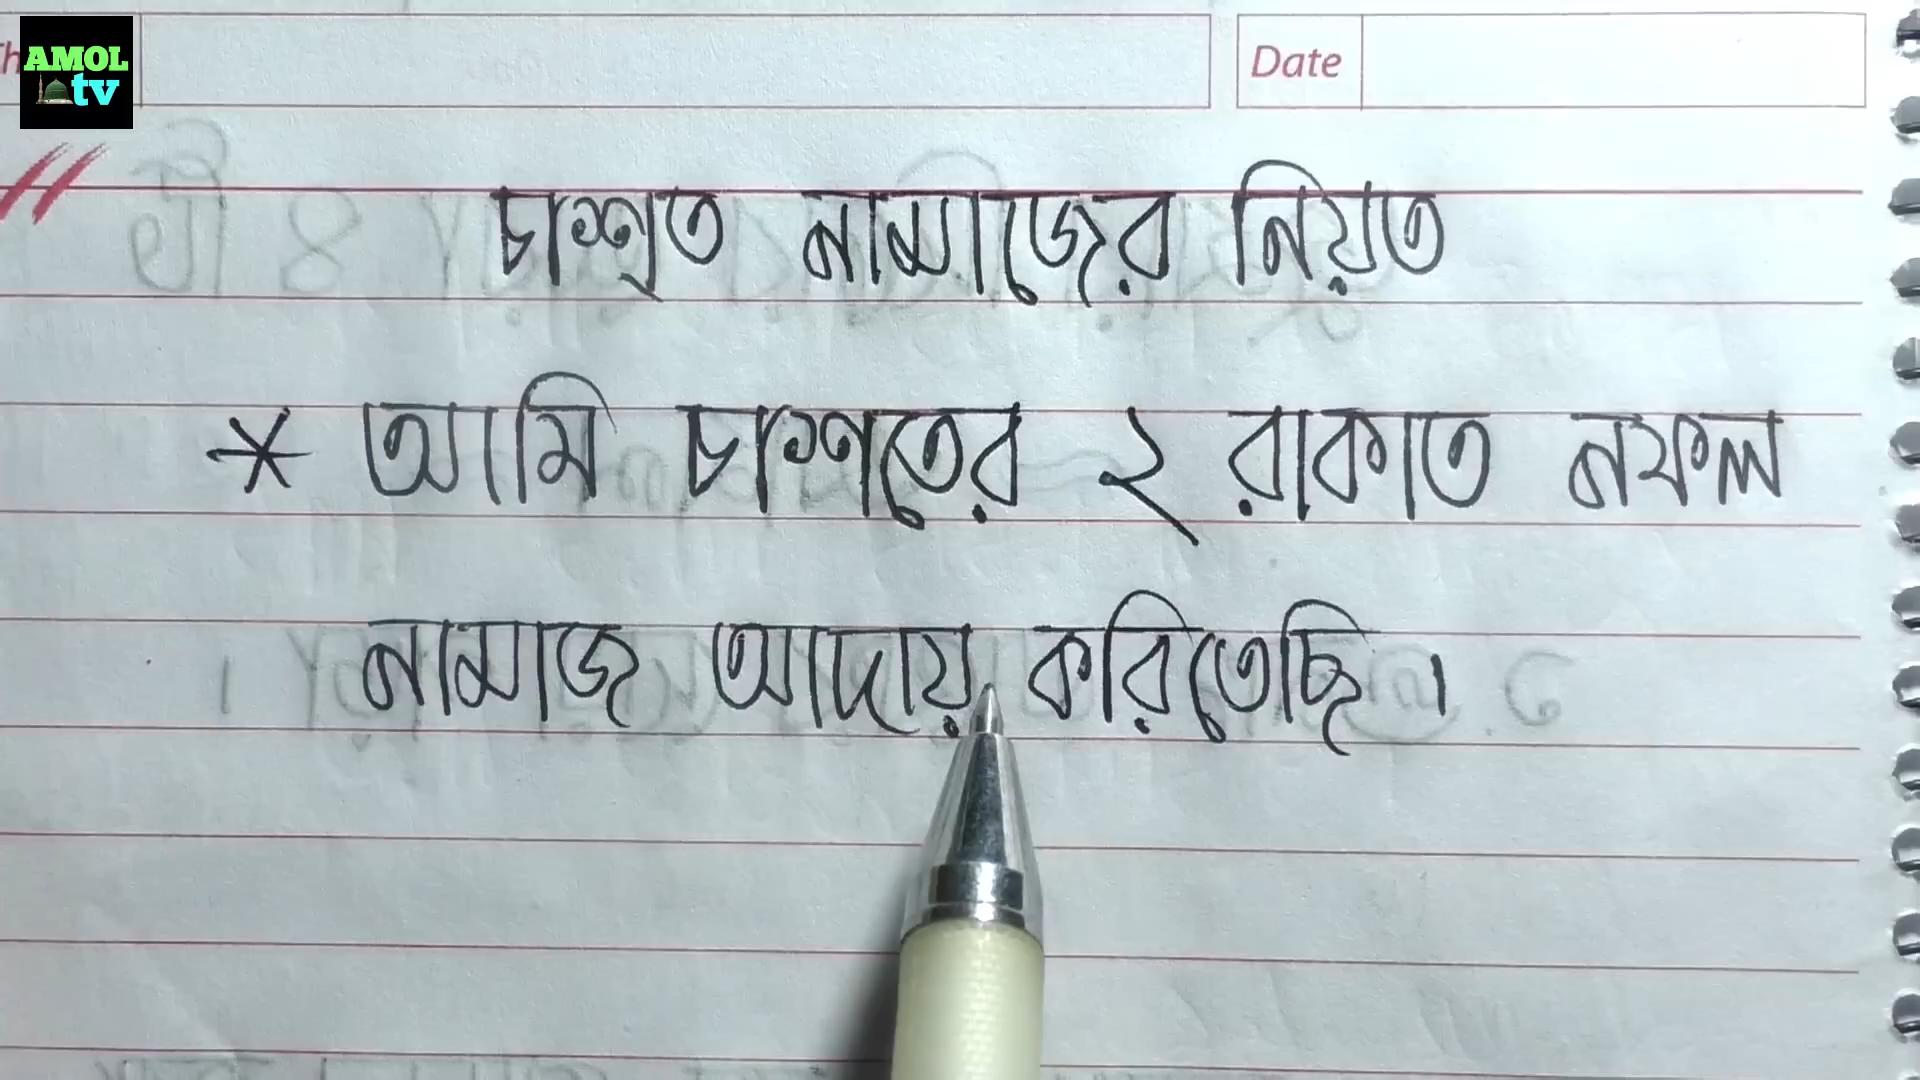 AMOL
tv
Date
চাশ্ত নামাজের নিয়ত
* আমি চাশতের ২ রাকাত নফল
নামাজ আদায় করিতেছি।